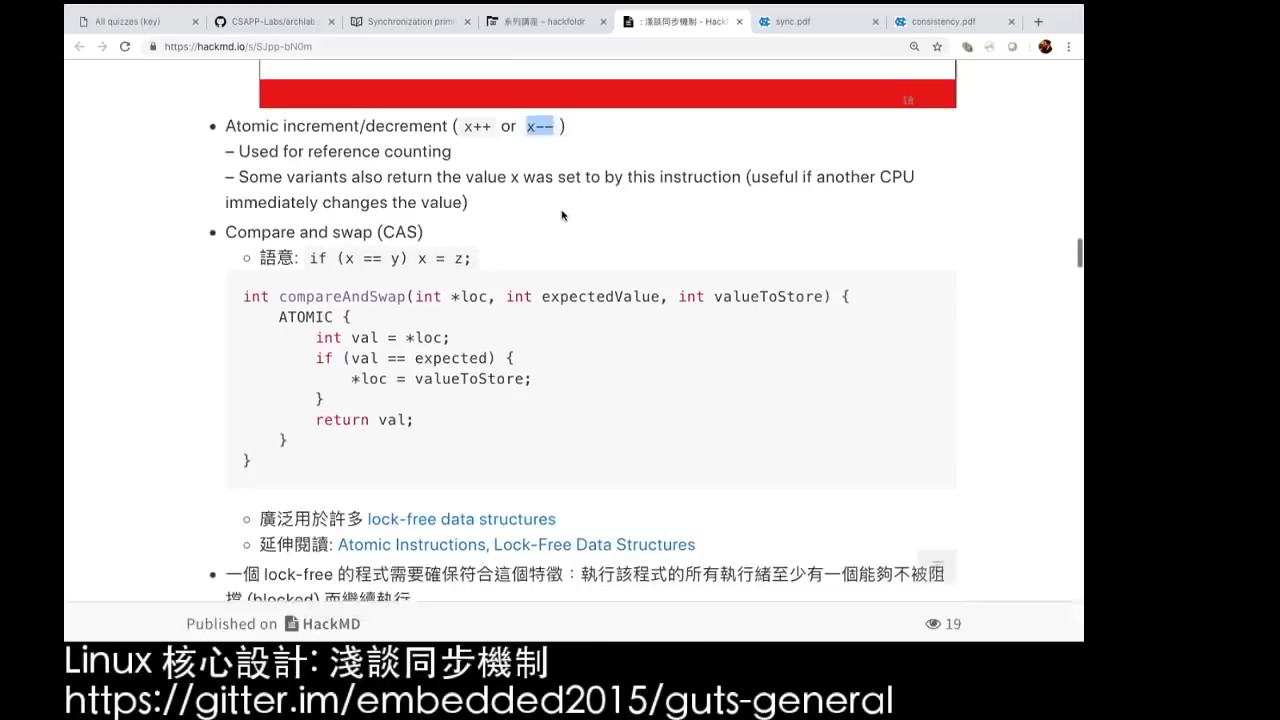 All quizzes (key)
CSAPP-Labs/archlab
Synchronization prim
系列講座 – hackfoldr
: 淺談同步機制 - Hack
sync.pdf
consistency.pdf
https://hackmd.io/s/SJpp-bN0m
18
• Atomic increment/decrement ( x++ or x-- )
– Used for reference counting
– Some variants also return the value x was set to by this instruction (useful if another CPU
immediately changes the value)
• Compare and swap (CAS)
語意: if (x == y) x = z;
int compareAndSwap(int *loc, int expectedValue, int valueToStore) {
ATOMIC {
int val = *loc;
if (val == expected) {
*loc = valueToStore;
}
return val;
}
}
廣泛用於許多 lock-free data structures
延伸閱讀: Atomic Instructions, Lock-Free Data Structures
• 一個 lock-free 的程式需要確保符合這個特徵：執行該程式的所有執行緒至少有一個能夠不被阻
擋 (blocked) 而繼續執行
Published on HackMD
19
Linux 核心設計: 淺談同步機制
https://gitter.im/embedded2015/guts-general